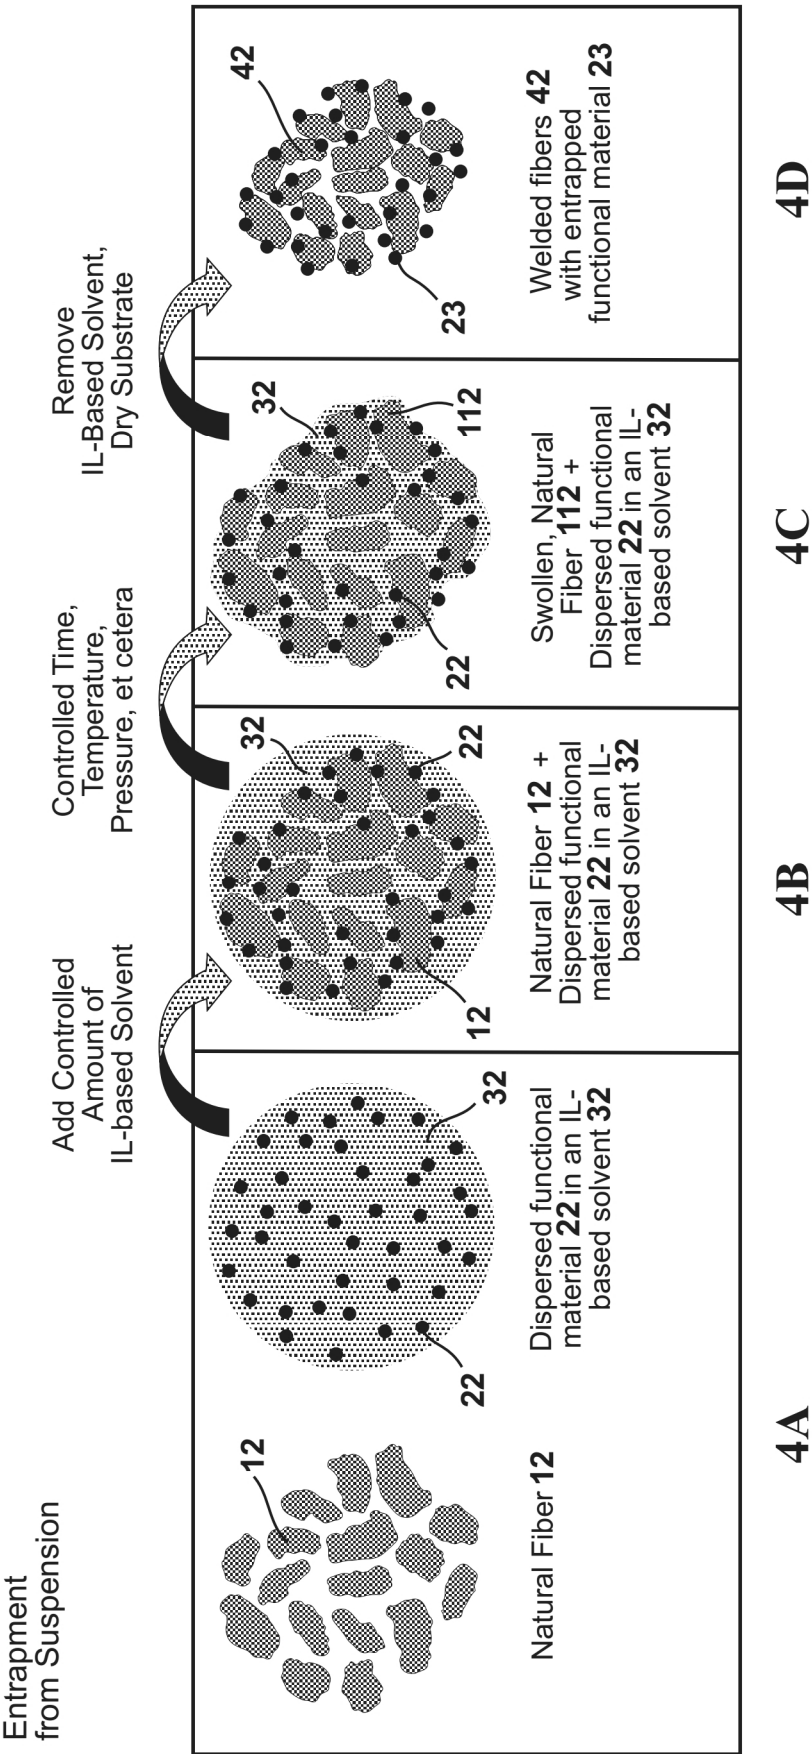 Entrapment
from Suspension
Add Controlled
Amount of
IL-based Solvent
Controlled Time,
Temperature,
Pressure, et cetera
Remove
IL-Based Solvent,
Dry Substrate
12
Natural Fiber 12
22
32
Dispersed functional
material 22 in an IL-
based solvent 32
12
32
22
Natural Fiber 12 +
Dispersed functional
material 22 in an IL-
based solvent 32
22
32
112
Swollen, Natural
Fiber 112 +
Dispersed functional
material 22 in an IL-
based solvent 32
23
42
Welded fibers 42
with entrapped
functional material 23
4A
4B
4C
4D